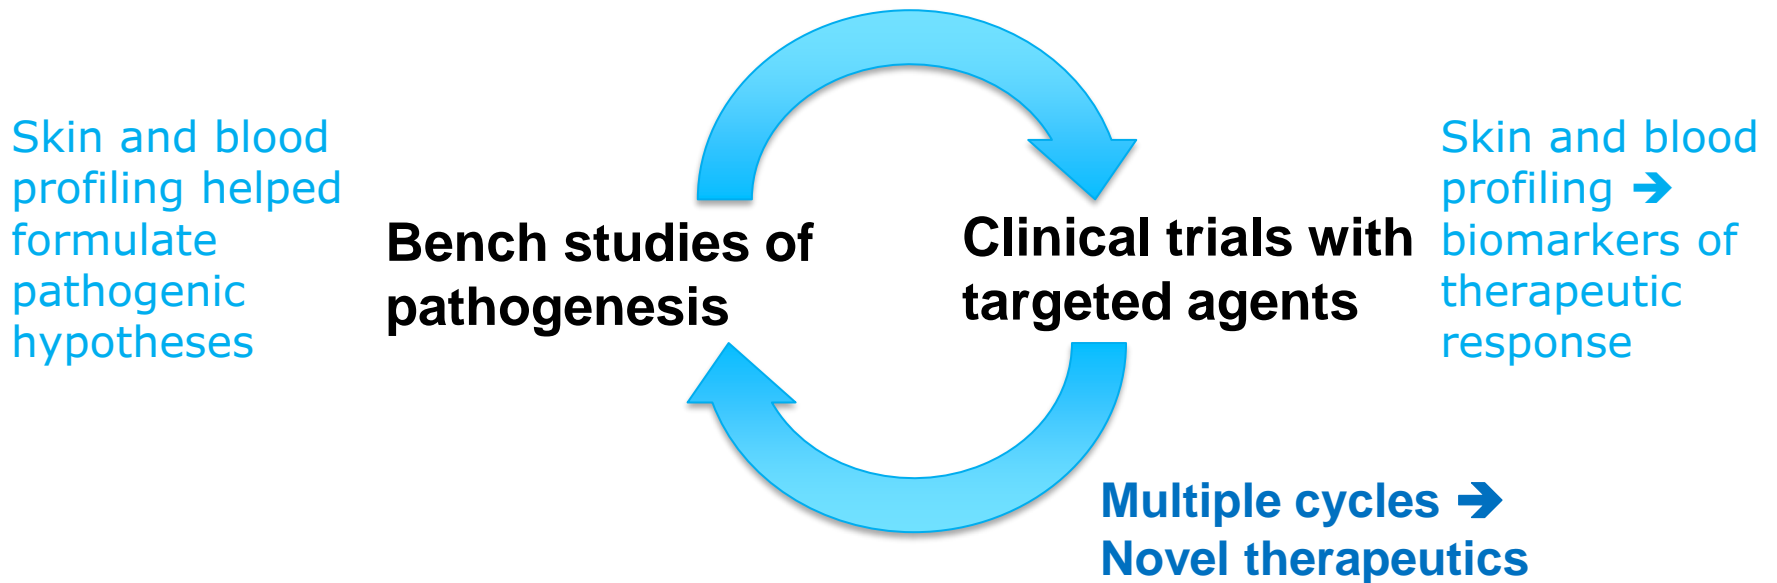 Skin and blood
profiling helped
formulate
pathogenic
hypotheses
Bench studies of
pathogenesis
Clinical trials with
targeted agents
Skin and blood
profiling ➔
biomarkers of
therapeutic
response
Multiple cycles ➔
Novel therapeutics